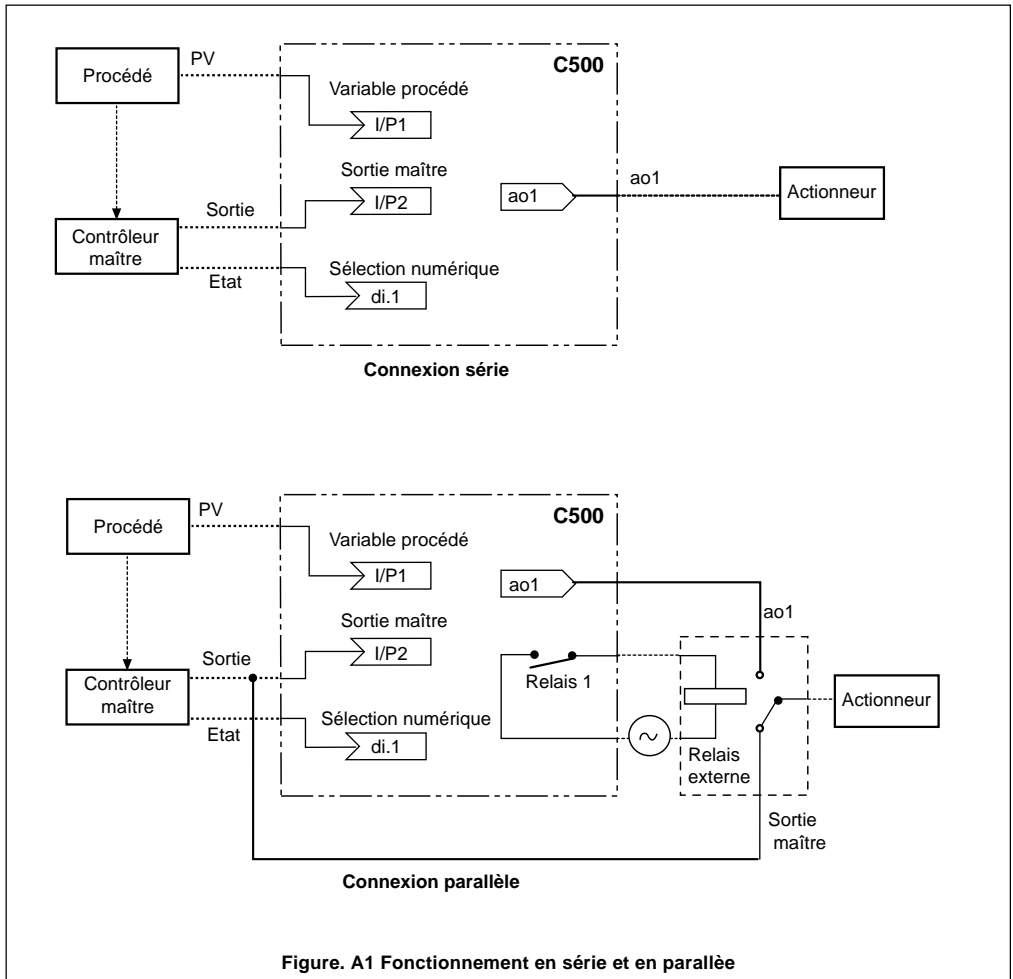 C500
PV
Procédé
Variable procédé
I/P1
Sortie maître
I/P2
ao1
ao1
Actionneur
Sortie
Contrôleur
maître
Etat
Sélection numérique
di.1
Connexion série
C500
PV
Procédé
Variable procédé
I/P1
ao1
ao1
Sortie maître
I/P2
Sortie
Relais 1
Contrôleur
maître
Actionneur
Etat
Sélection numérique
di.1
Relais
externe
Sortie
maître
Connexion parallèle
Figure. A1 Fonctionnement en série et en parallèe